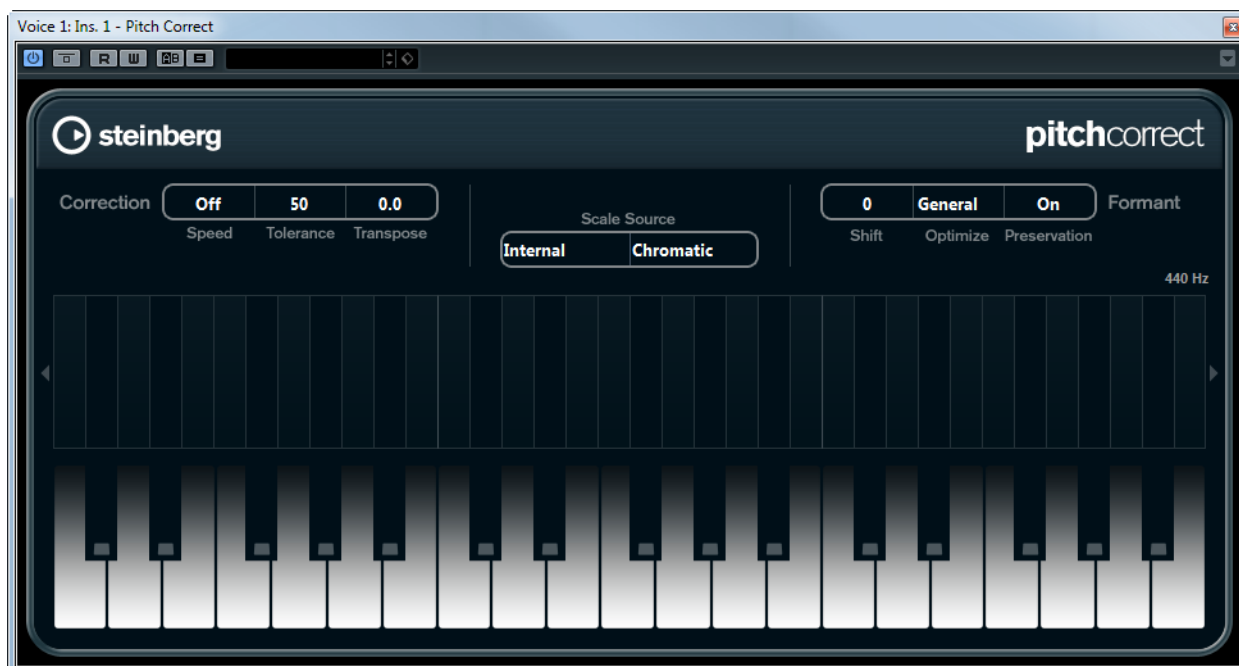 Voice 1: Ins. 1 - Pitch Correct
R W AB
steinberg
pitchcorrect
Correction Off 50 0.0
Speed Tolerance Transpose
Scale Source
Internal Chromatic
0 General On Formant
Shift Optimize Preservation
440 Hz